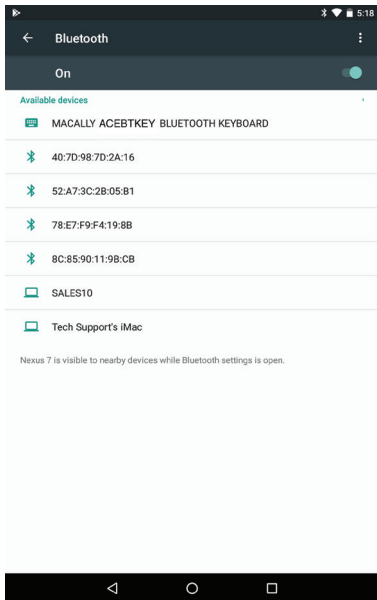 5:18
Bluetooth
On
Available devices
MACALLY ACEBTKEY BLUETOOTH KEYBOARD
40:7D:98:7D:2A:16
52:A7:3C:2B:05:B1
78:E7:F9:F4:19:8B
8C:85:90:11:9B:CB
SALES10
Tech Support's iMac
Nexus 7 is visible to nearby devices while Bluetooth settings is open.